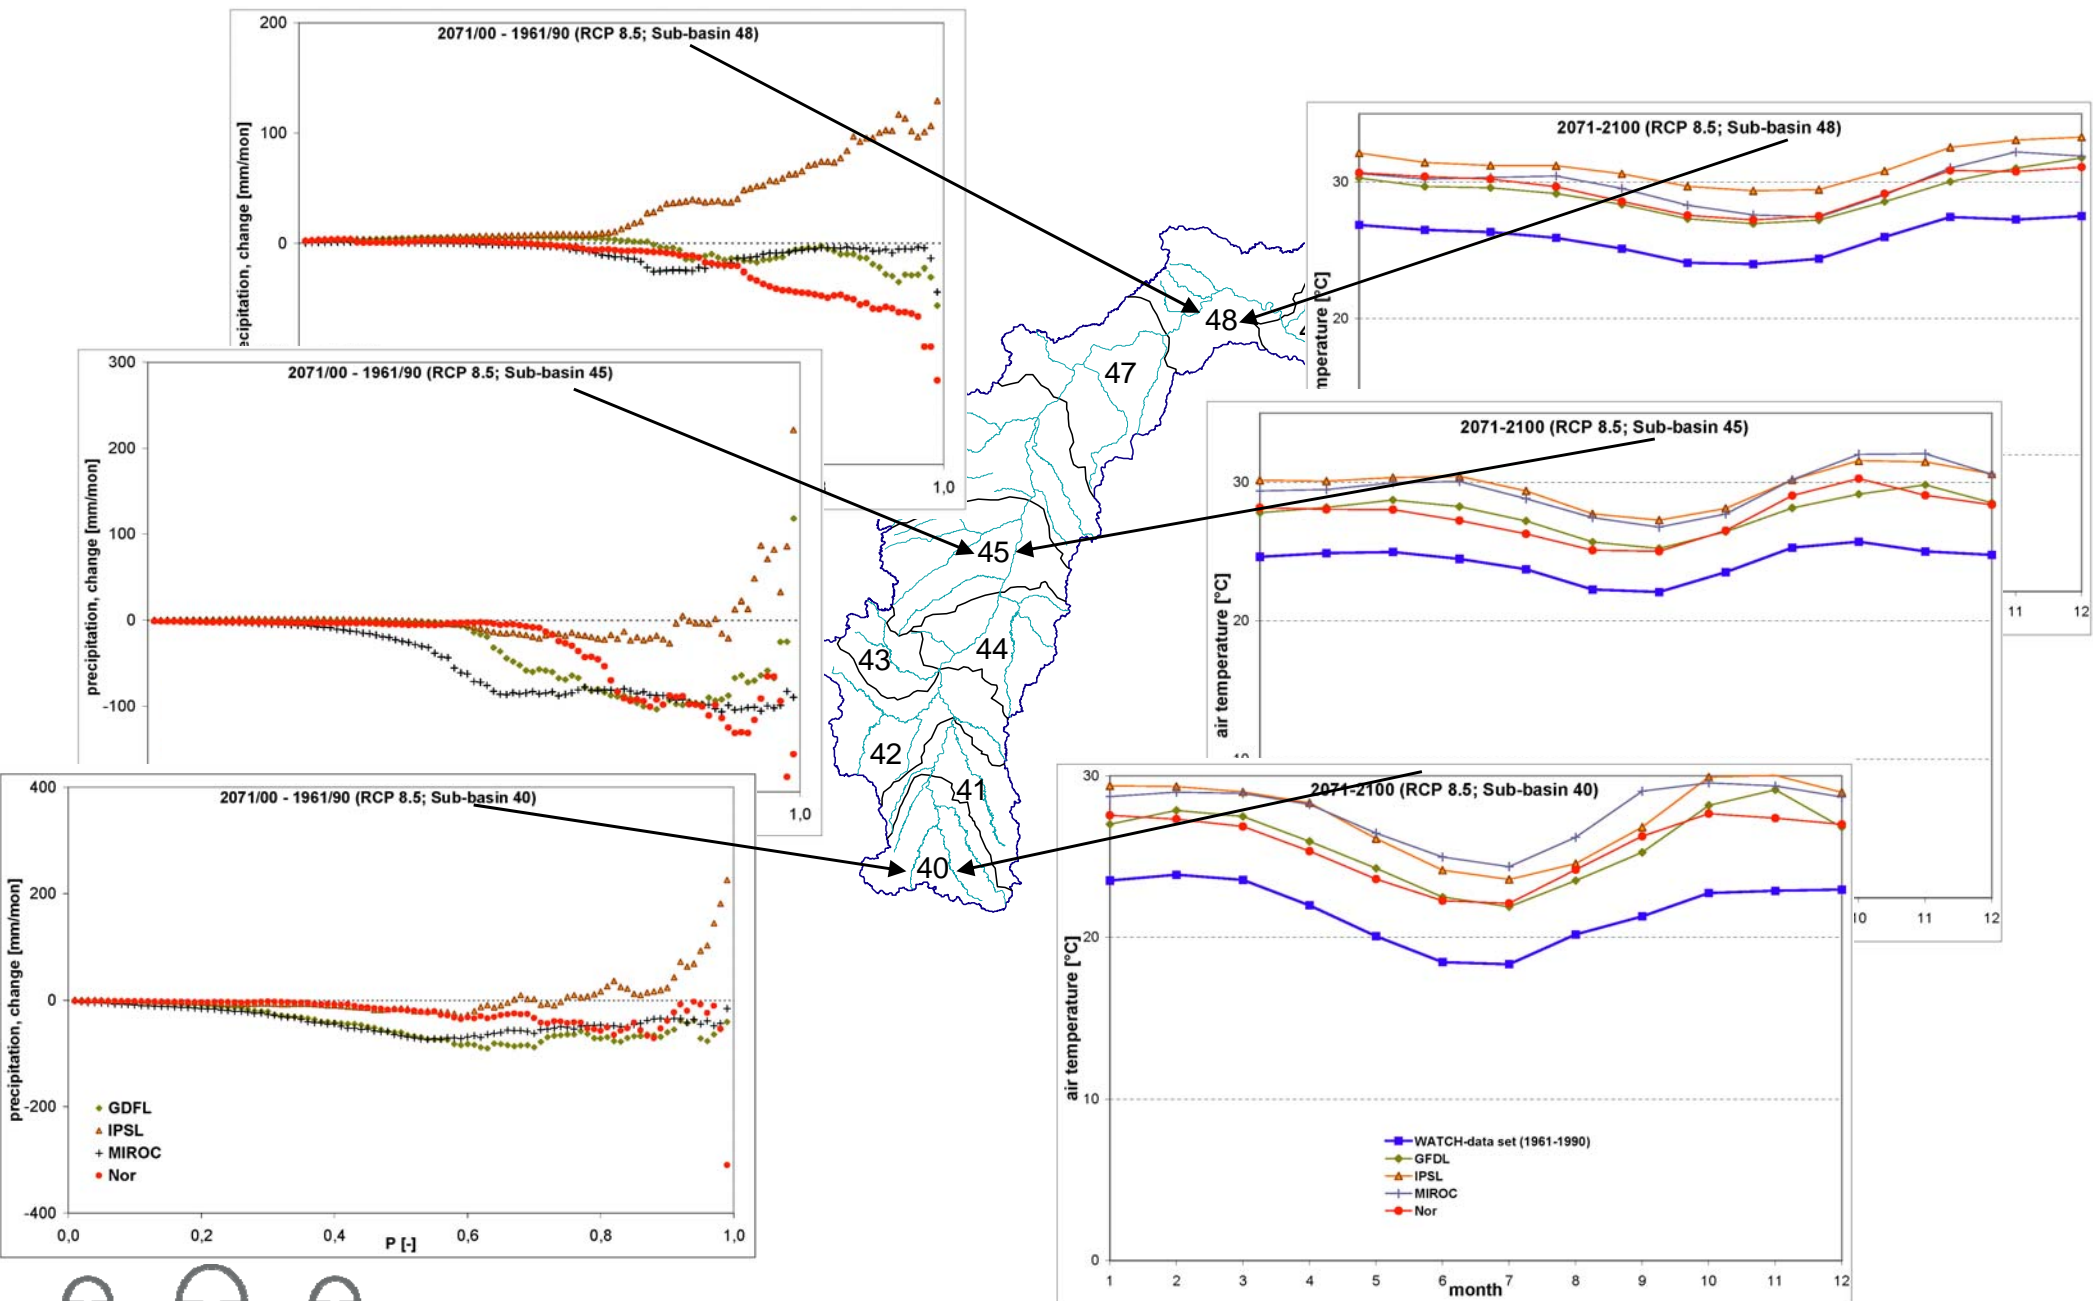 200
2071/00 - 1961/90 (RCP 8.5; Sub-basin 48)
100
0
ecipitation, change [mm/mon]
1,0
2071-2100 (RCP 8.5; Sub-basin 48)
30
20
mperature [°C]
11
12
300
2071/00 - 1961/90 (RCP 8.5; Sub-basin 45)
200
100
0
-100
precipitation, change [mm/mon]
1,0
2071-2100 (RCP 8.5; Sub-basin 45)
30
20
air temperature [°C]
10
11
12
48
47
45
44
43
42
41
40
400
2071/00 - 1961/90 (RCP 8.5; Sub-basin 40)
200
0
-200
-400
precipitation, change [mm/mon]
GDFL
IPSL
MIROC
Nor
0,0 0,2 0,4 0,6 0,8 1,0
P [-]
30
2071-2100 (RCP 8.5; Sub-basin 40)
20
10
0
air temperature [°C]
WATCH-data set (1961-1990)
GFDL
IPSL
MIROC
Nor
1 2 3 4 5 6 7 8 9 10 11 12
month